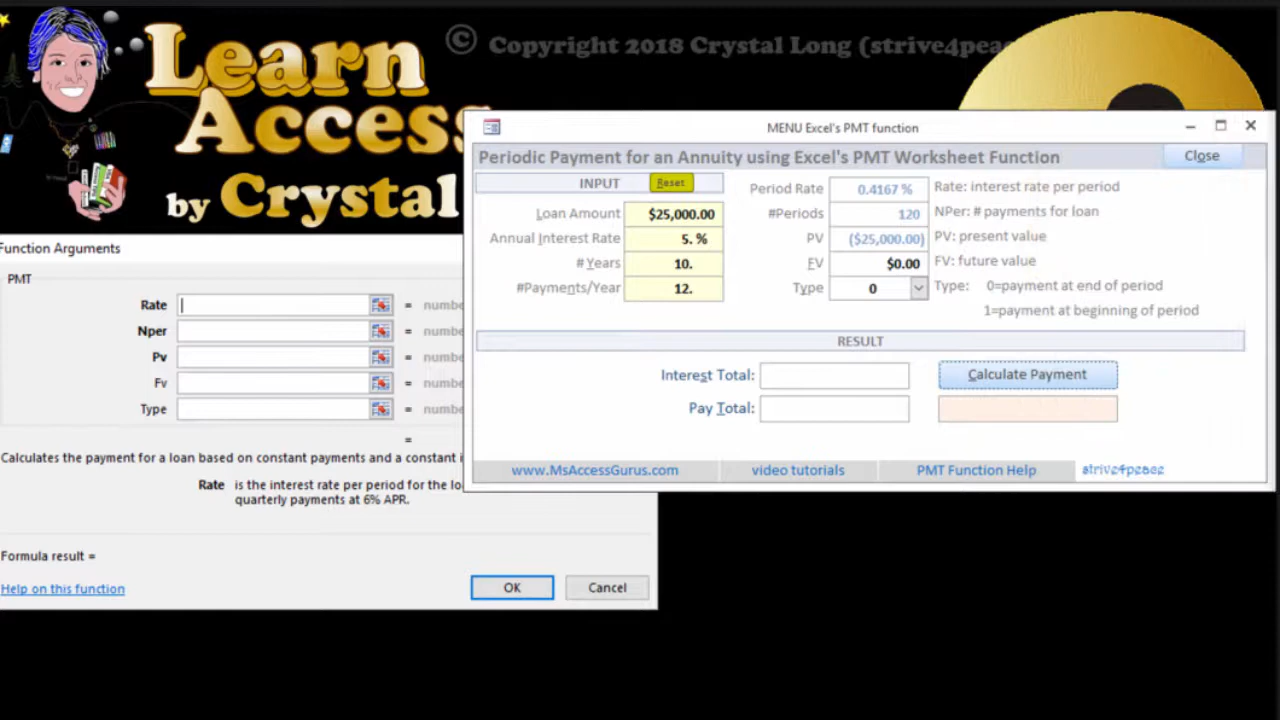 Learn
Access
by Crystal
© Copyright 2018 Crystal Long (strive4pea
MENU Excel's PMT function
Periodic Payment for an Annuity using Excel's PMT Worksheet Function
Close
INPUT
Reset
Loan Amount $25,000.00
Annual Interest Rate 5. %
# Years 10.
#Payments/Year 12.
Period Rate 0.4167 % Rate: interest rate per period
#Periods 120 NPer: # payments for loan
PV ($25,000.00) PV: present value
FV $0.00 FV: future value
Type 0 Type: 0=payment at end of period
1=payment at beginning of period
RESULT
Interest Total:
Calculate Payment
Pay Total:
www.MsAccessGurus.com video tutorials PMT Function Help strive4peace
Function Arguments
PMT
Rate = numbe
Nper = numbe
Pv = numbe
Fv = numbe
Type = numbe
=
Calculates the payment for a loan based on constant payments and a constant i
Rate is the interest rate per period for the lo
quarterly payments at 6% APR.
Formula result =
Help on this function
OK Cancel